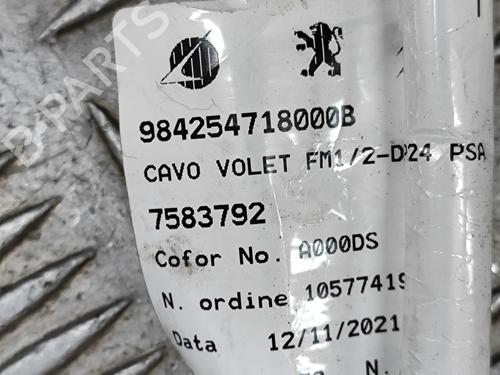 984254718000B
CAVO VOLET FM1/2-D24 PSA
7583792
Cofor No. A000DS
N. ordine 10577419
Data 12/11/2021
N.
B-PARTS